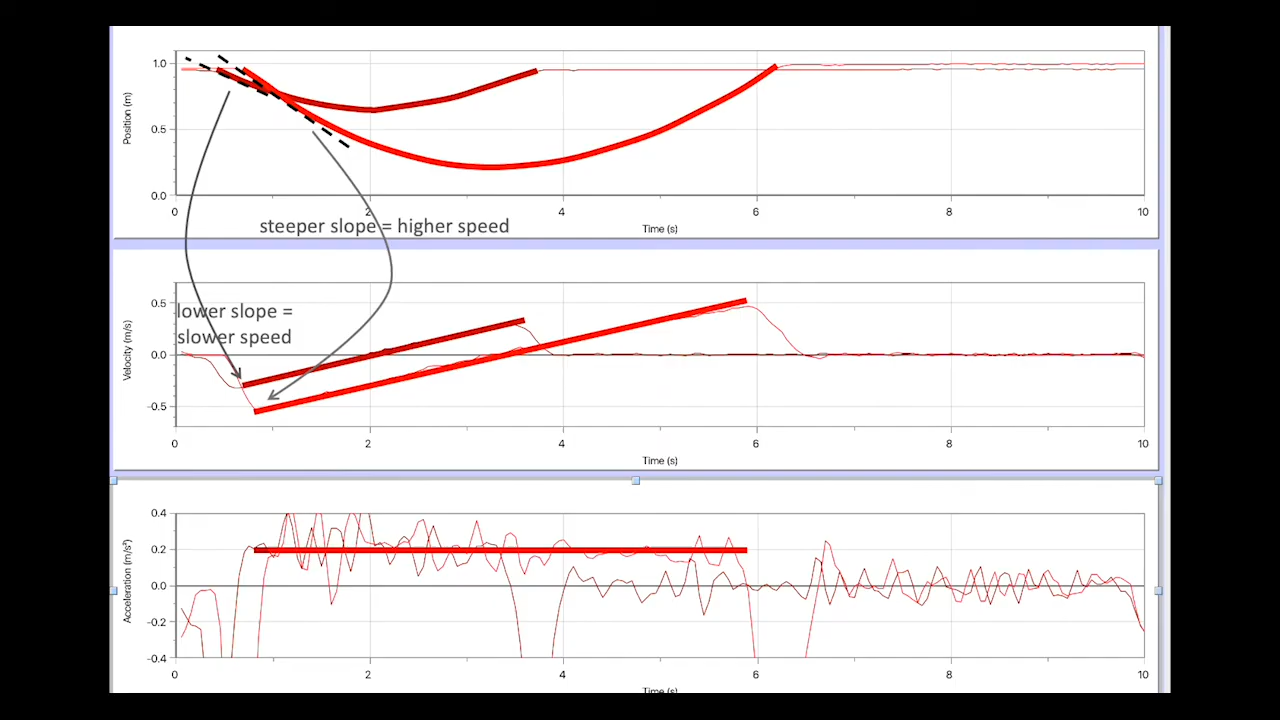 1.0
0.5
0.0
Position (m)
0 2 4 6 8 10
Time (s)
steeper slope = higher speed
lower slope =
slower speed
0.5
0.0
-0.5
Velocity (m/s)
0 2 4 6 8 10
Time (s)
0.4
0.2
0.0
-0.2
-0.4
Acceleration (m/s²)
0 2 4 6 8 10
Time (s)